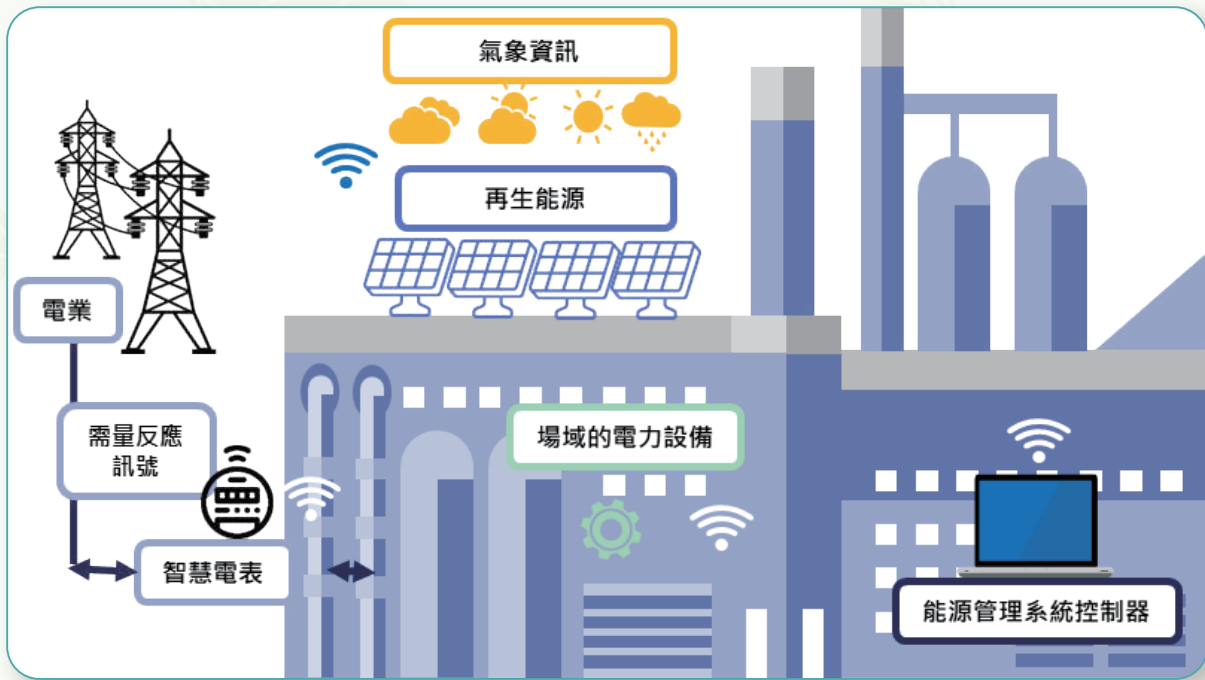 氣象資訊
再生能源
電業
需量反應
訊號
場域的電力設備
智慧電表
能源管理系統控制器